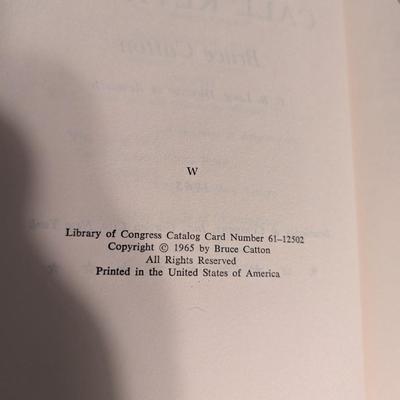 W
Library of Congress Catalog Card Number 61–12502
Copyright © 1965 by Bruce Catton
All Rights Reserved
Printed in the United States of America